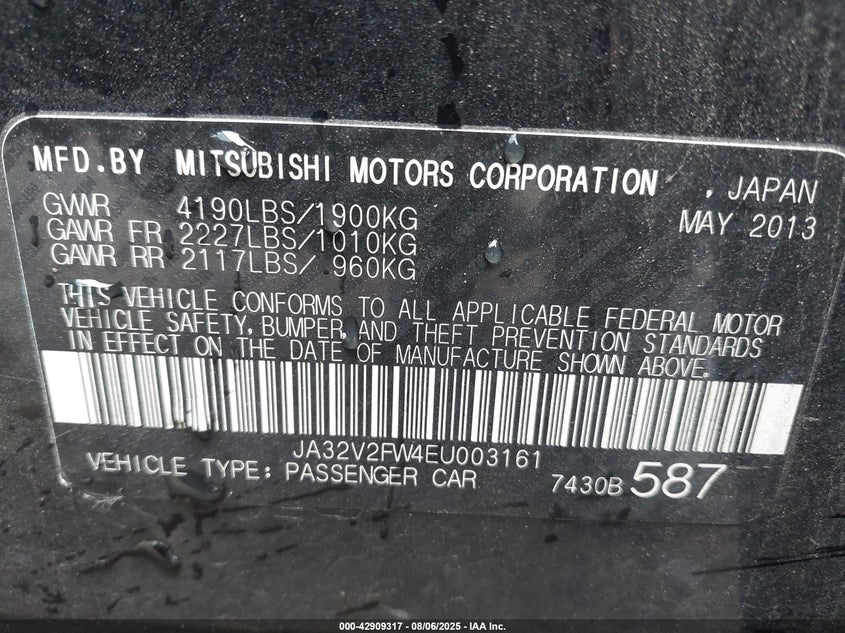 MFD.BY MITSUBISHI MOTORS CORPORATION , JAPAN
GVWR 4190LBS/1900KG MAY 2013
GAWR FR 2227LBS/1010KG
GAWR RR 2117LBS/ 960KG
THIS VEHICLE CONFORMS TO ALL APPLICABLE FEDERAL MOTOR
VEHICLE SAFETY, BUMPER, AND THEFT PREVENTION STANDARDS
IN EFFECT ON THE DATE OF MANUFACTURE SHOWN ABOVE.
JA32V2FW4EU003161
VEHICLE TYPE: PASSENGER CAR 7430B 587
000-42909317 - 08/06/2025 - IAA Inc.